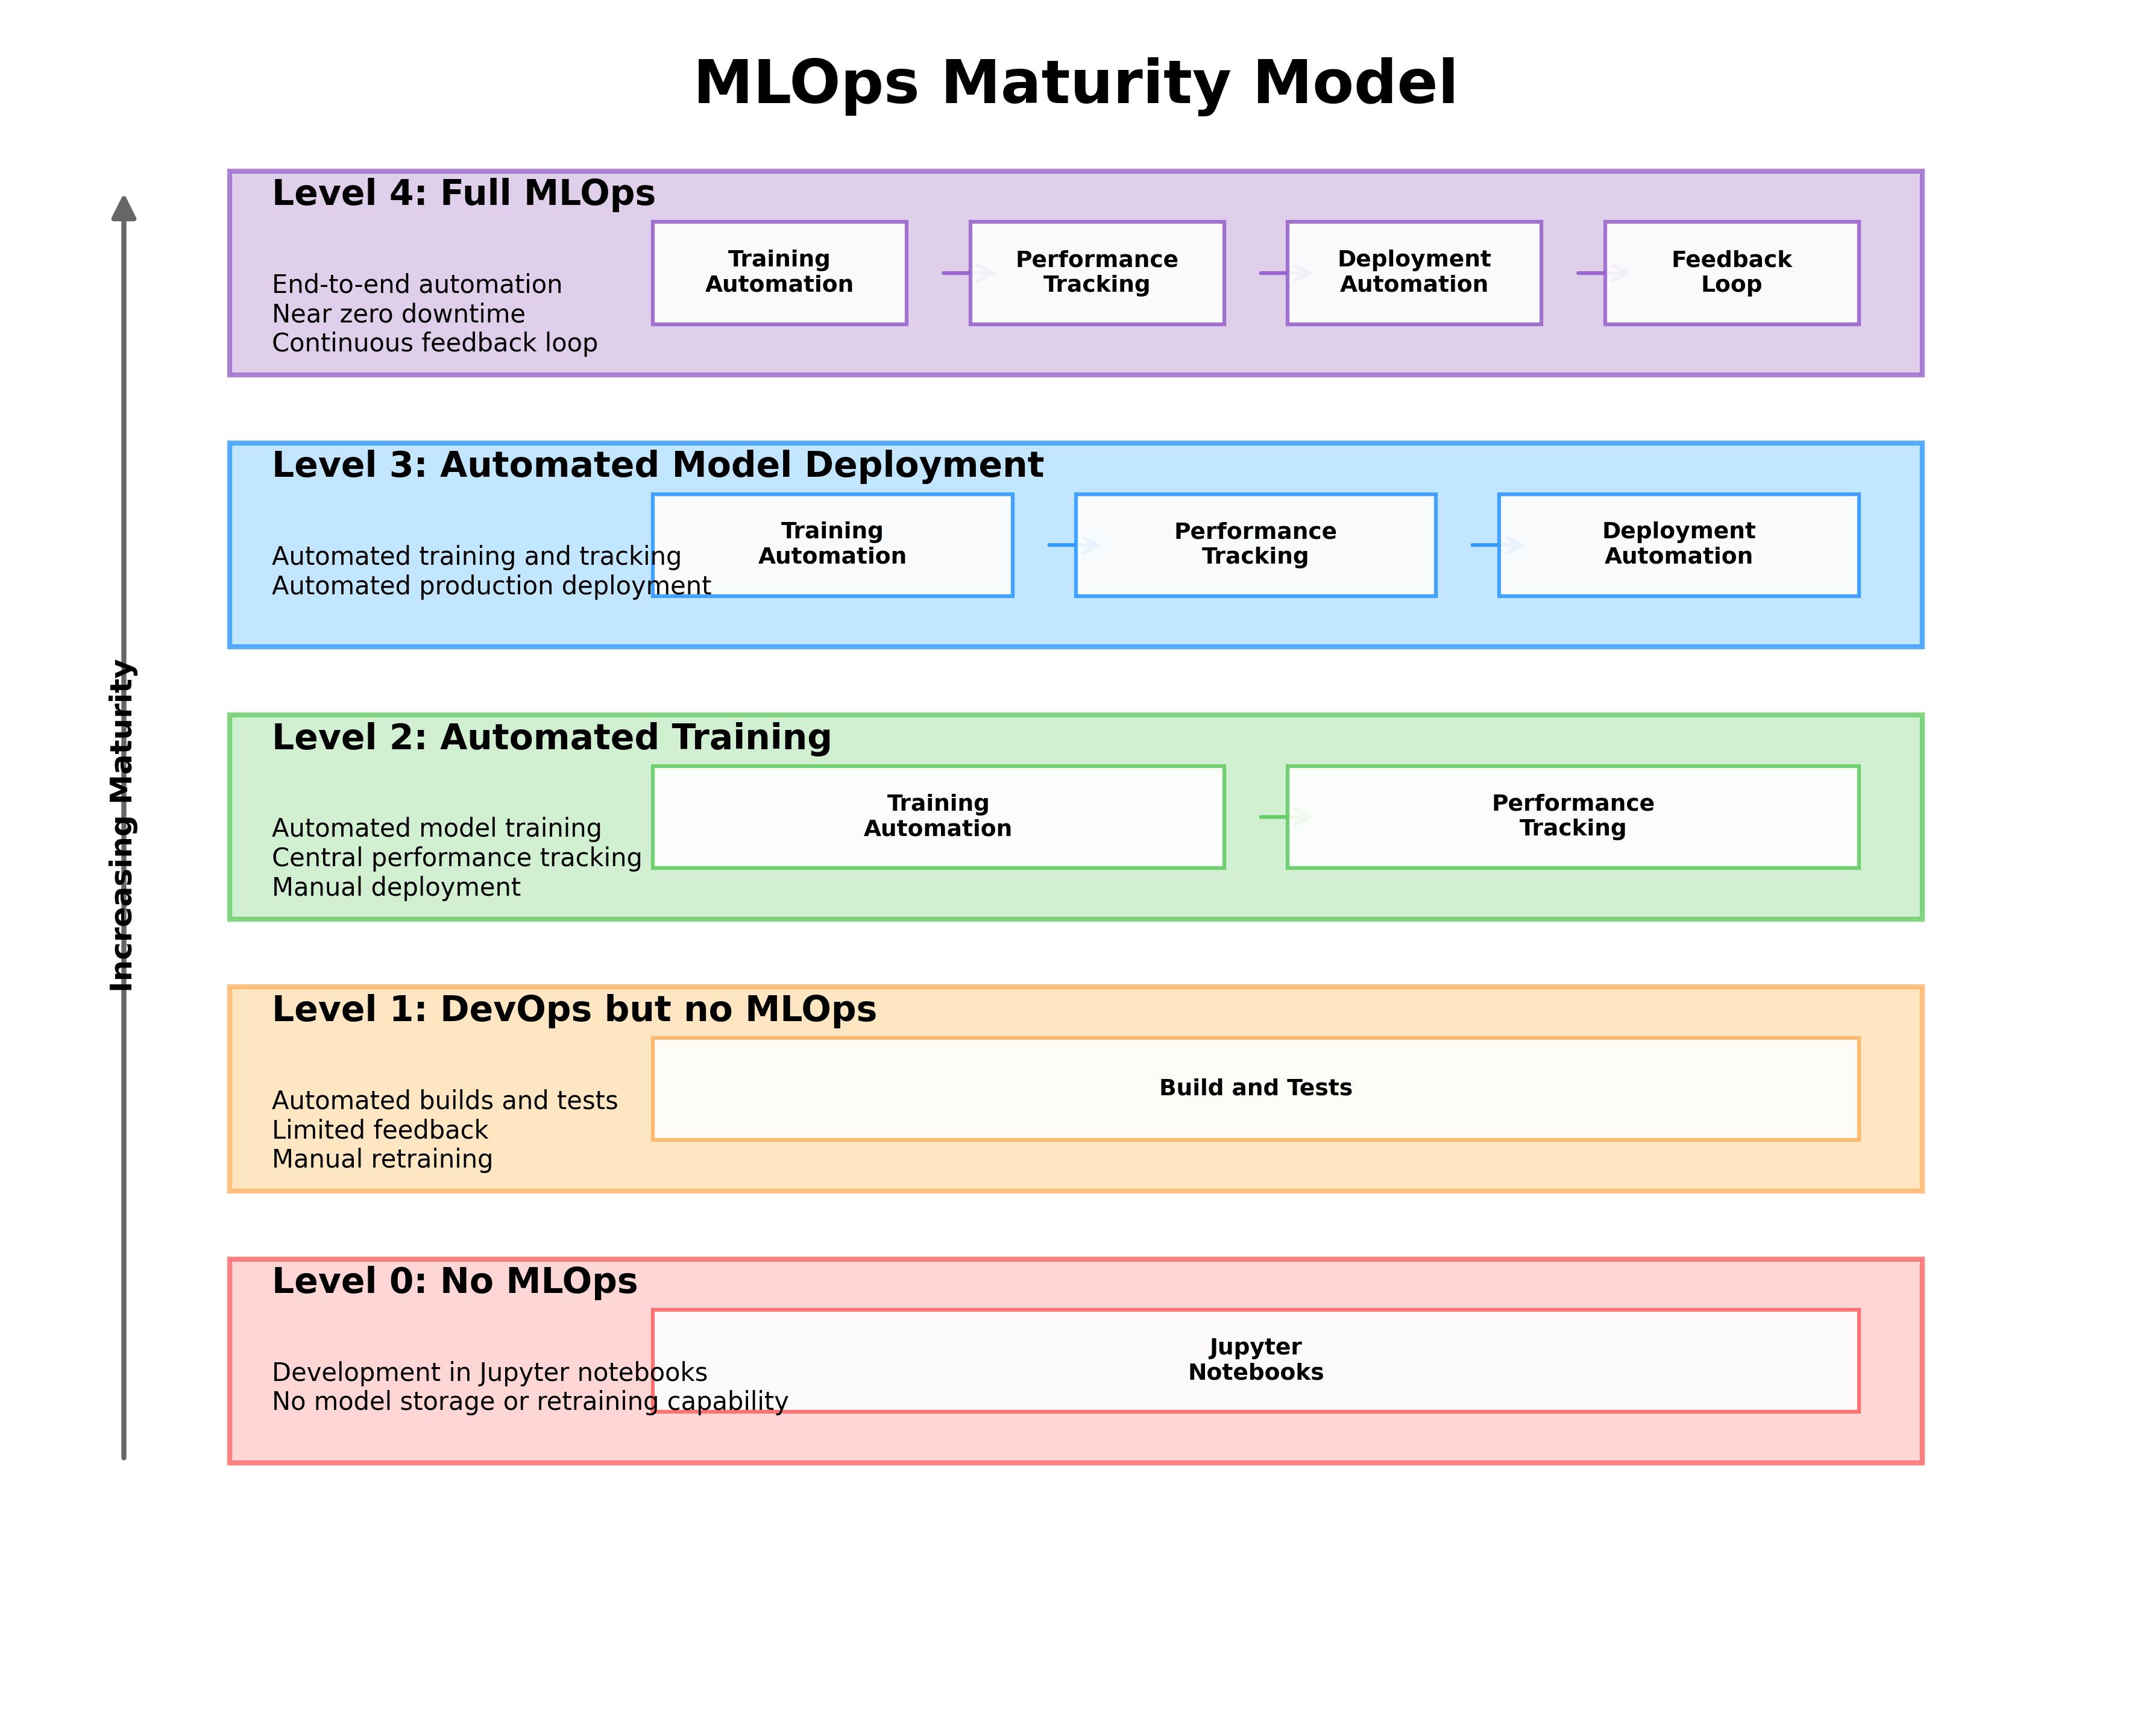 MLOps Maturity Model
Increasing Maturity
Level 4: Full MLOps
End-to-end automation
Near zero downtime
Continuous feedback loop
Training
Automation
Performance
Tracking
Deployment
Automation
Feedback
Loop
Level 3: Automated Model Deployment
Automated training and tracking
Automated production deployment
Training
Automation
Performance
Tracking
Deployment
Automation
Level 2: Automated Training
Automated model training
Central performance tracking
Manual deployment
Training
Automation
Performance
Tracking
Level 1: DevOps but no MLOps
Automated builds and tests
Limited feedback
Manual retraining
Build and Tests
Level 0: No MLOps
Development in Jupyter notebooks
No model storage or retraining capability
Jupyter
Notebooks